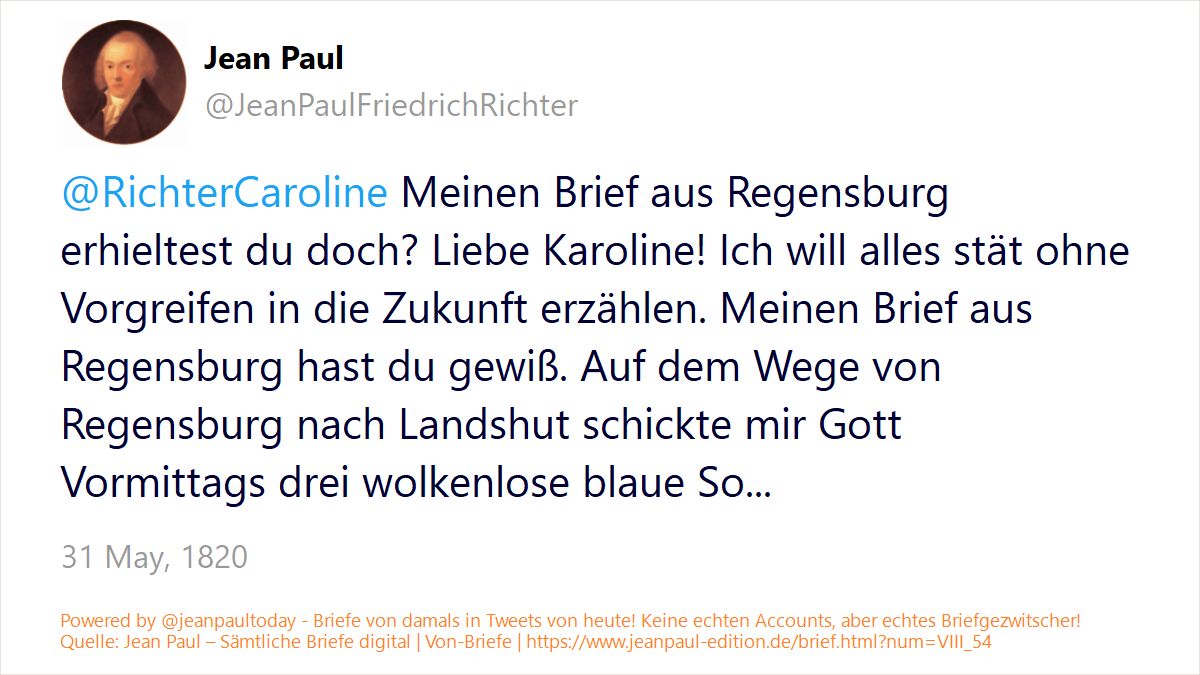 Jean Paul
@JeanPaulFriedrichRichter
@RichterCaroline Meinen Brief aus Regensburg
erhieltest du doch? Liebe Karoline! Ich will alles stät ohne
Vorgreifen in die Zukunft erzählen. Meinen Brief aus
Regensburg hast du gewiß. Auf dem Wege von
Regensburg nach Landshut schickte mir Gott
Vormittags drei wolkenlose blaue So...
31 May, 1820
Powered by @jeanpaultoday - Briefe von damals in Tweets von heute! Keine echten Accounts, aber echtes Briefgezwitscher!
Quelle: Jean Paul – Sämtliche Briefe digital | Von-Briefe | https://www.jeanpaul-edition.de/brief.html?num=VIII_54